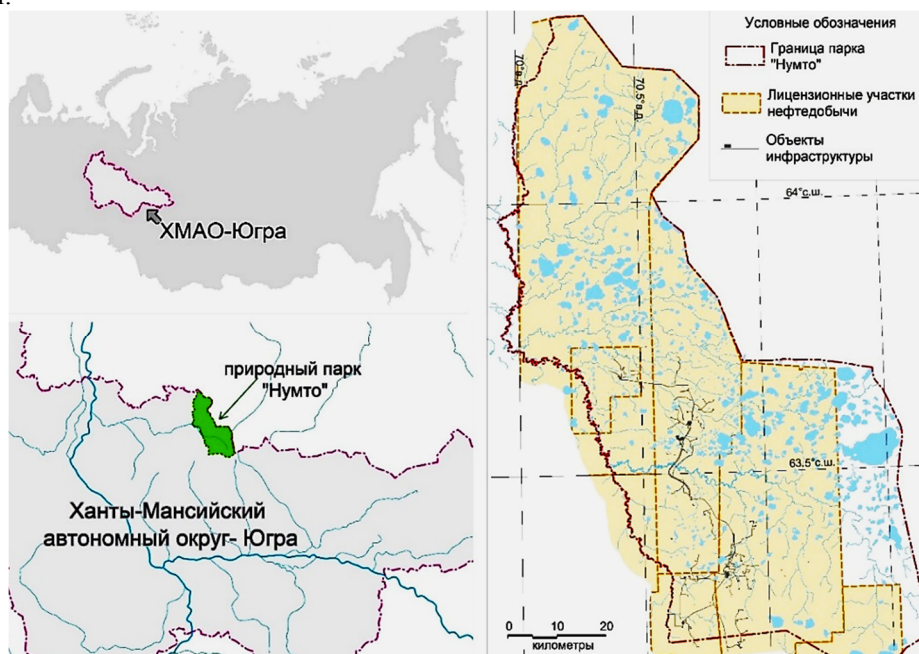 ХМАО-Югра
природный парк
"Нумто"
Ханты-Мансийский
автономный округ- Югра
Условные обозначения
Граница парка
"Нумто"
Лицензионные участки
нефтедобычи
Объекты
инфраструктуры
70°в.д.
70.5°в.д.
64°с.ш.
63.5°с.ш.
0 10 20
километры